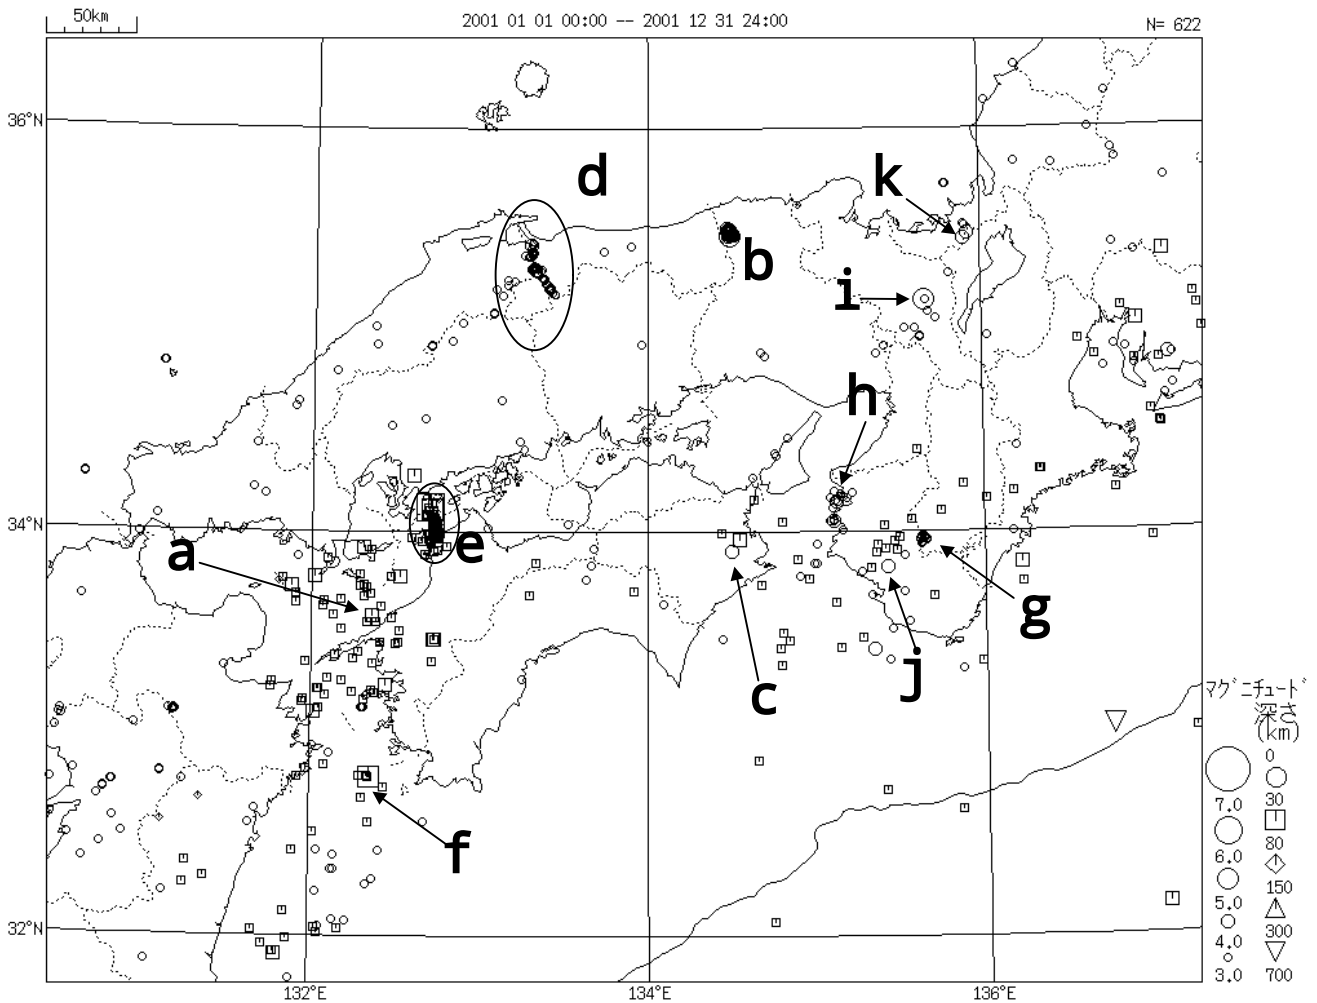 50km
2001 01 01 00:00 -- 2001 12 31 24:00
N= 622
36°N
d
k
b
i
h
34°N
a
e
g
j
c
f
32°N
132°E
134°E
136°E
ﾏｸﾞﾆﾁｭｰﾄﾞ
深さ
(km)
0
30
7.0
80
6.0
150
5.0
300
4.0
700
3.0